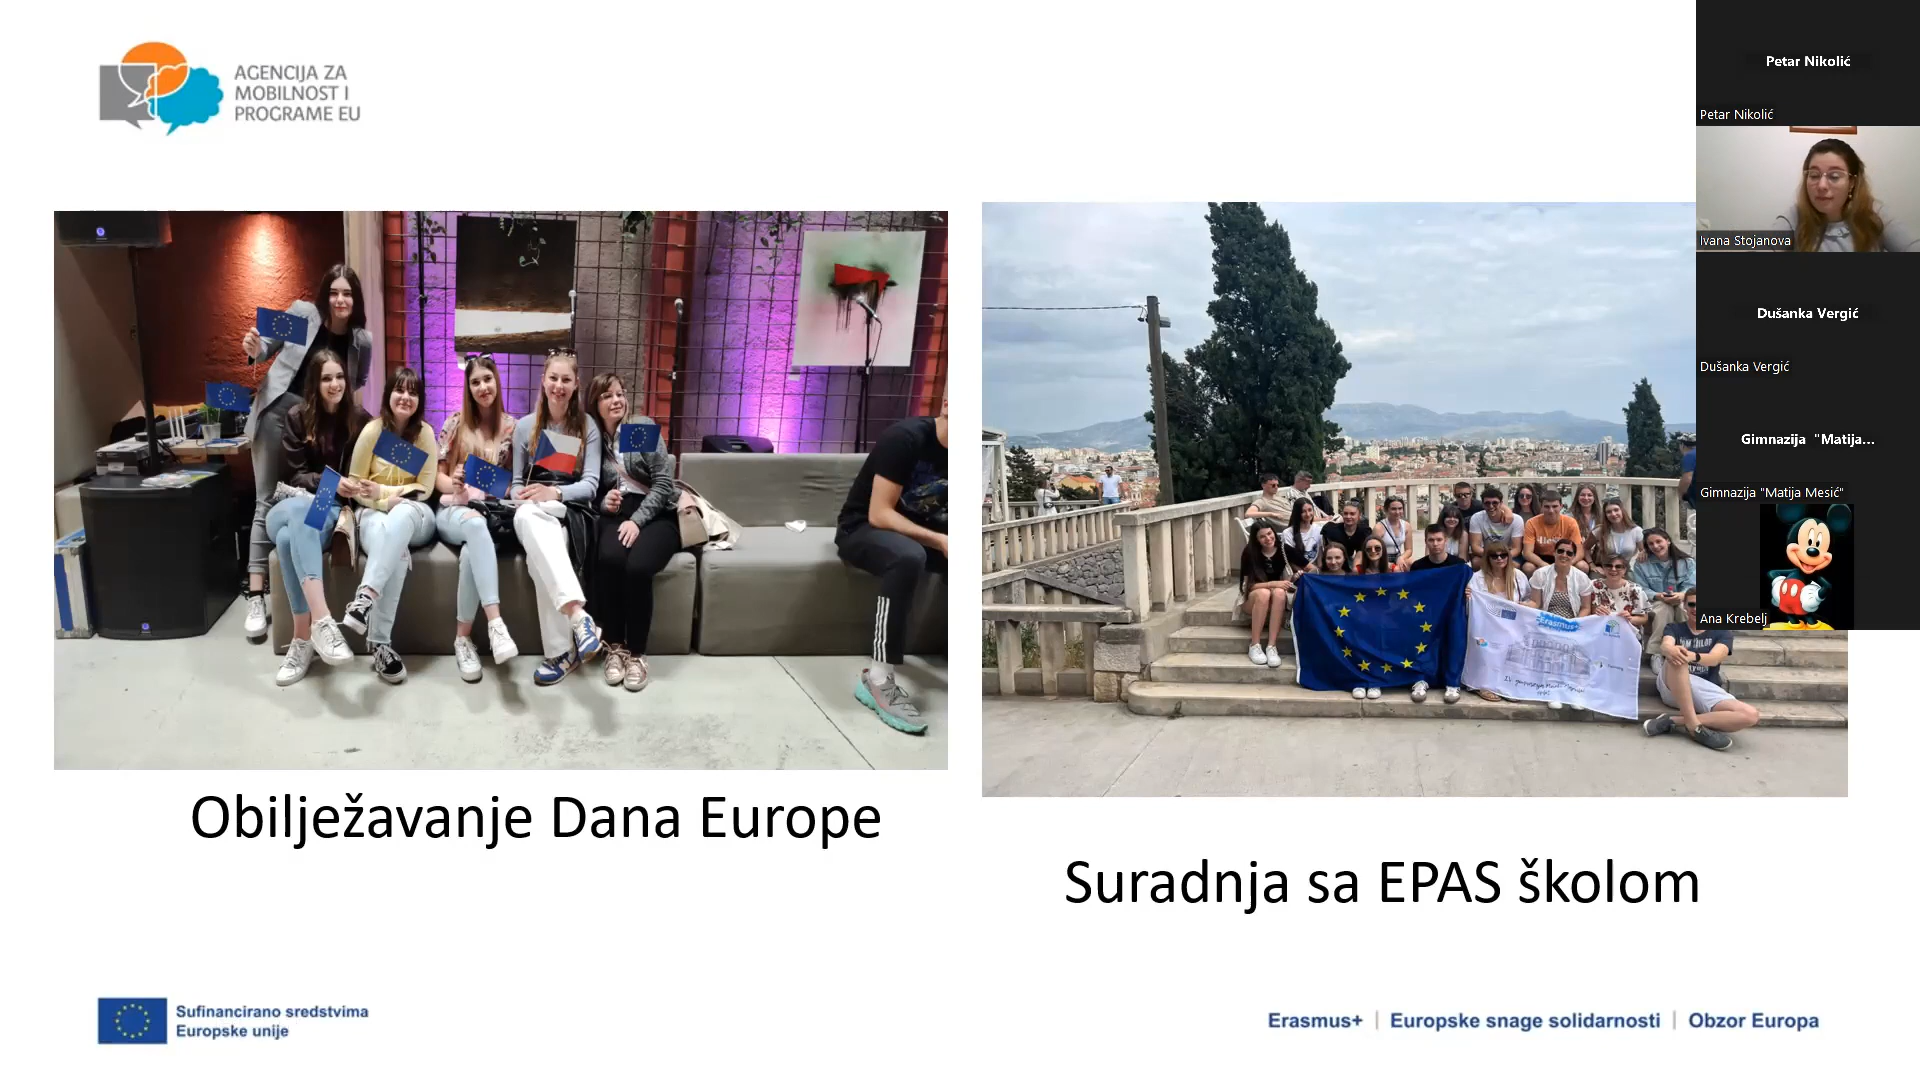 AGENCIJA ZA
MOBILNOST I
PROGRAME EU
Obilježavanje Dana Europe
Suradnja sa EPAS školom
Erasmus+
Sufinancirano sredstvima
Europske unije
Erasmus+ | Europske snage solidarnosti | Obzor Europa
Petar Nikolić
Petar Nikolić
Ivana Stojanova
Dušanka Vergić
Dušanka Vergić
Gimnazija "Matija...
Gimnazija "Matija Mesić"
Ana Krebelj